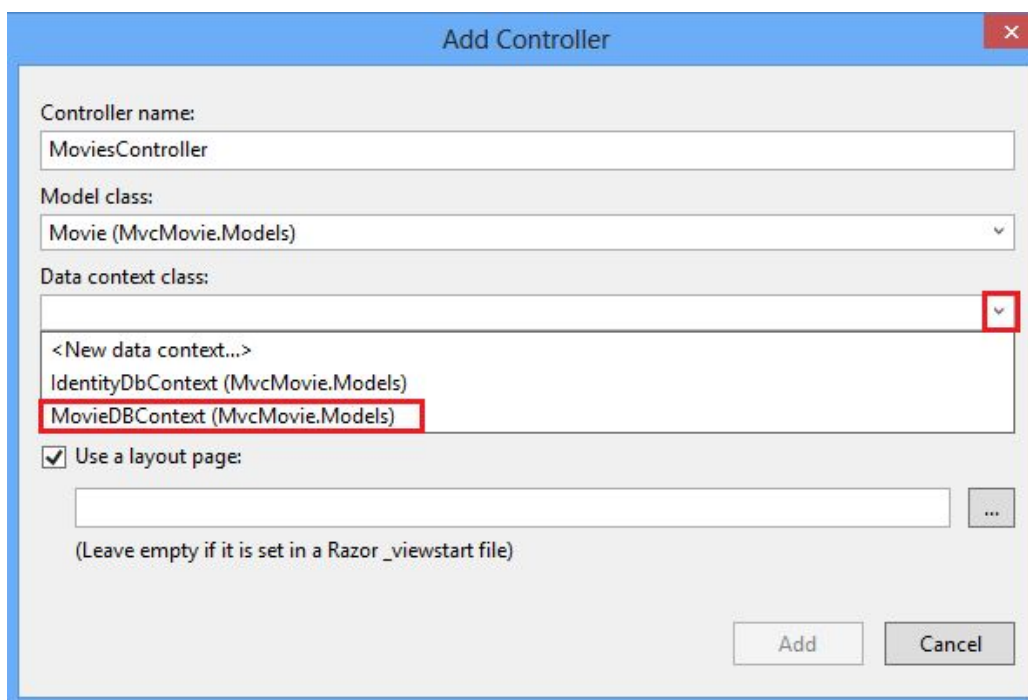 Add Controller
Controller name:
MoviesController
Model class:
Movie (MvcMovie.Models)
Data context class:
<New data context...>
IdentityDbContext (MvcMovie.Models)
MovieDBContext (MvcMovie.Models)
Use a layout page:
...
(Leave empty if it is set in a Razor _viewstart file)
Add
Cancel